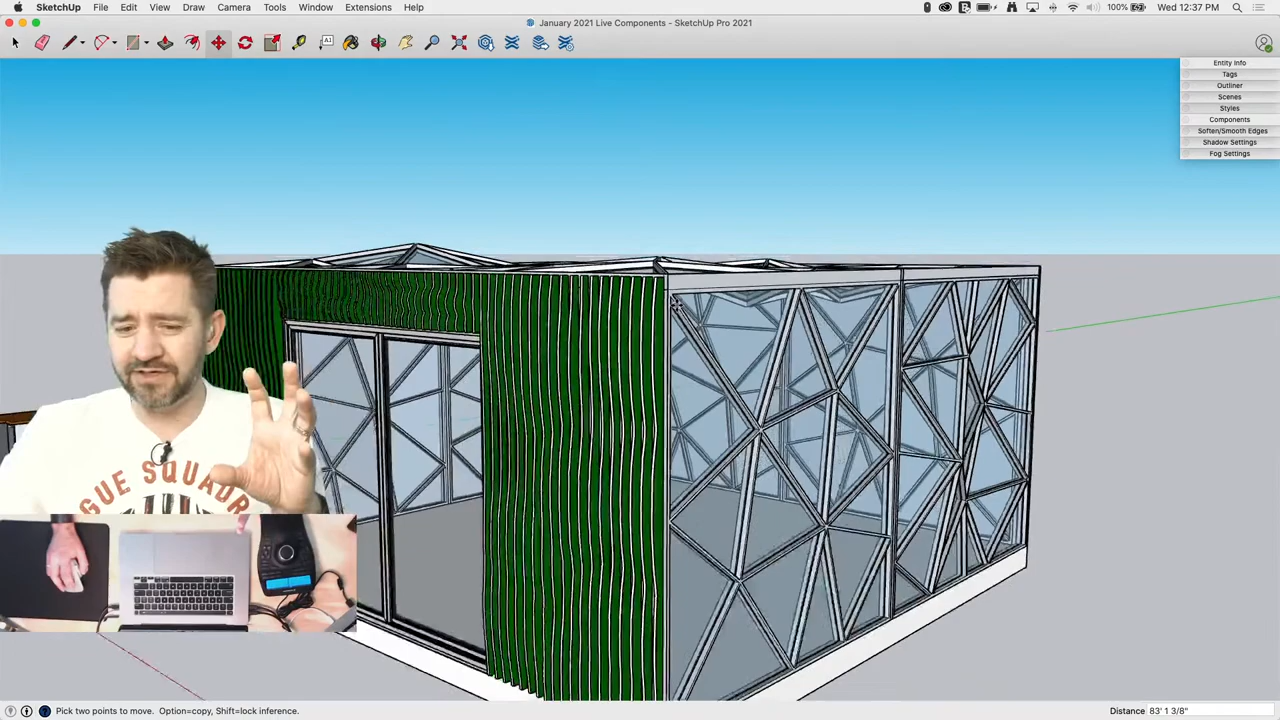 SketchUp File Edit View Draw Camera Tools Window Extensions Help 100% Wed 12:37 PM
January 2021 Live Components - SketchUp Pro 2021
A1
Entity Info
Tags
Outliner
Scenes
Styles
Components
Soften/Smooth Edges
Shadow Settings
Fog Settings
GUE SQUADR
Pick two points to move. Option=copy, Shift=lock inference. Distance 83' 1 3/8"